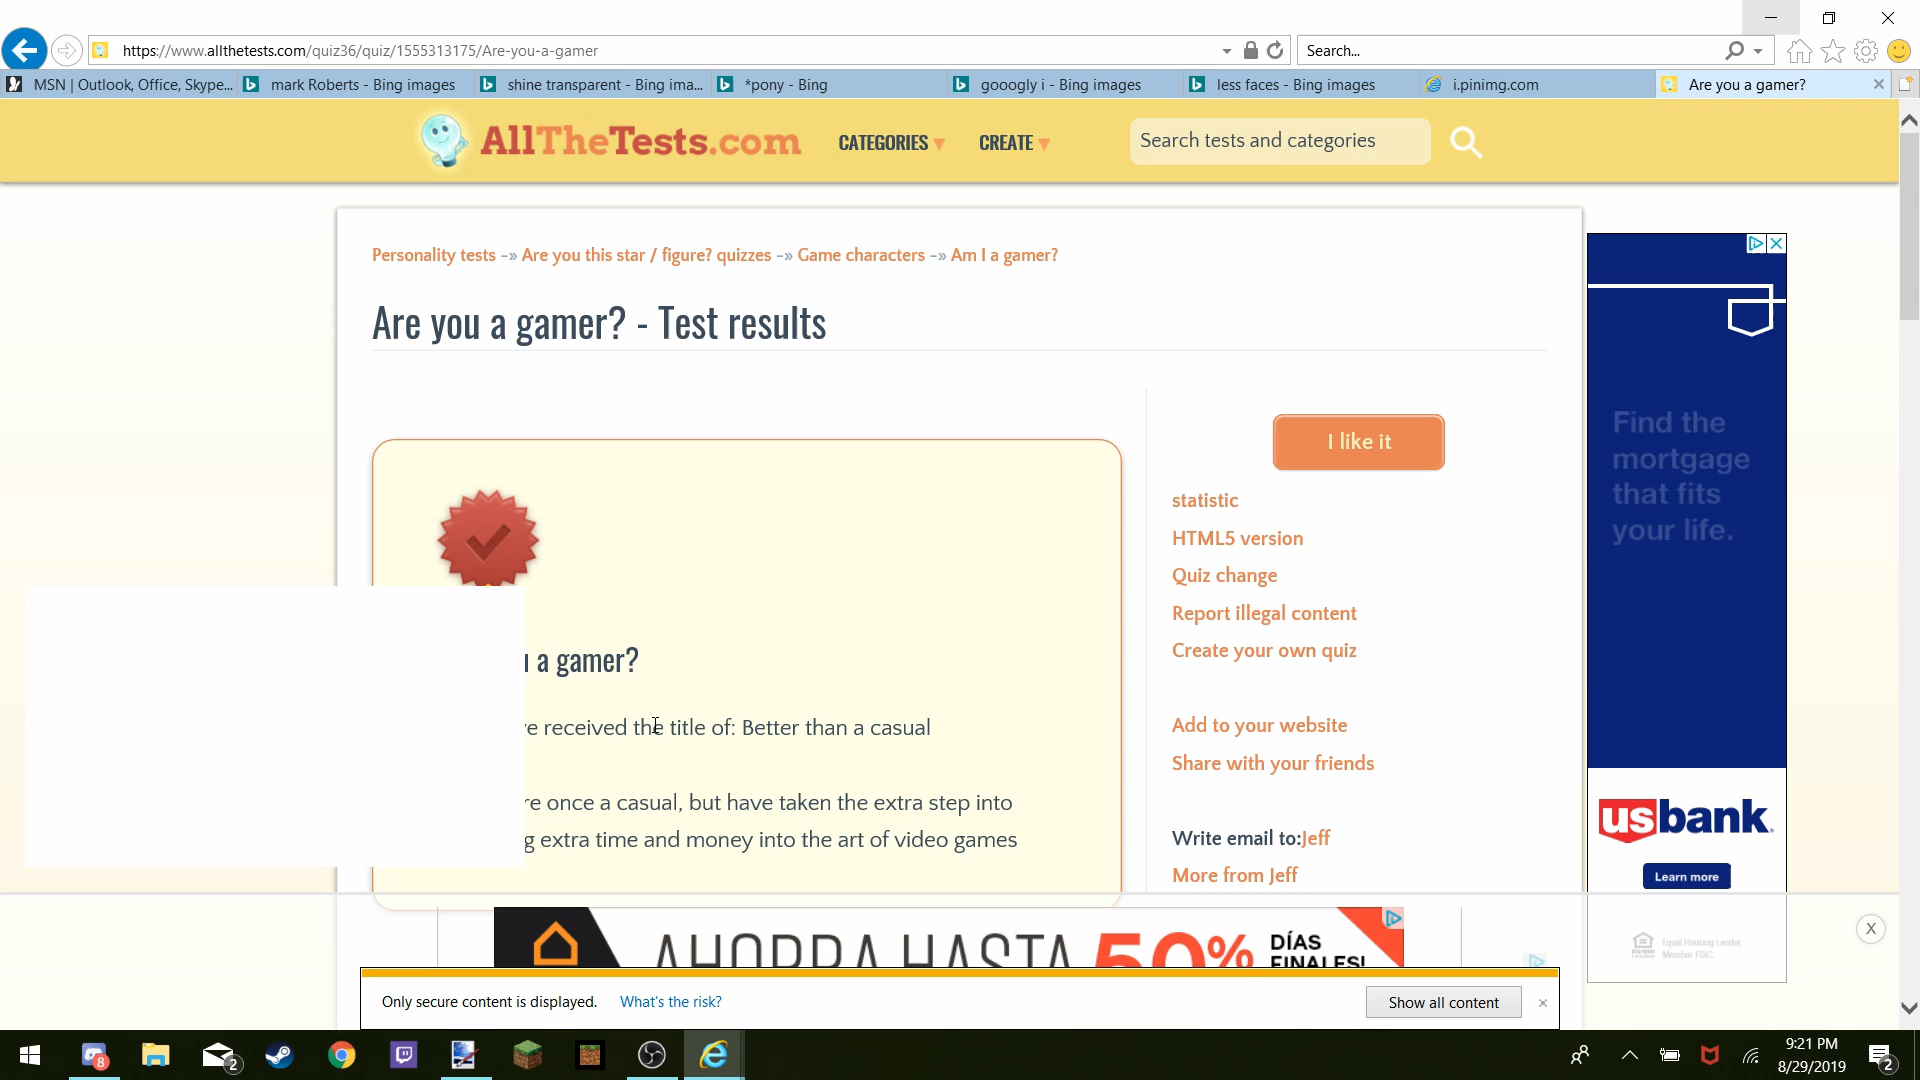 https://www.allthetests.com/quiz36/quiz/1555313175/Are-you-a-gamer
Search...
MSN | Outlook, Office, Skype...
mark Roberts - Bing images
shine transparent - Bing ima...
*pony - Bing
gooogly i - Bing images
less faces - Bing images
i.pinimg.com
Are you a gamer?
AllTheTests.com
CATEGORIES
CREATE
Search tests and categories
Personality tests -» Are you this star / figure? quizzes -» Game characters -» Am I a gamer?
Are you a gamer? - Test results
a gamer?
received the title of: Better than a casual
once a casual, but have taken the extra step into
extra time and money into the art of video games
I like it
statistic
HTML5 version
Quiz change
Report illegal content
Create your own quiz
Add to your website
Share with your friends
Write email to:Jeff
More from Jeff
Find the
mortgage
that fits
your life.
usbank.
Learn more
Equal Housing Lender.
Member FDIC
AHORRA HASTA 50% DÍAS
FINALES!
X
Only secure content is displayed.
What's the risk?
Show all content
8
2
9:21 PM
8/29/2019
2